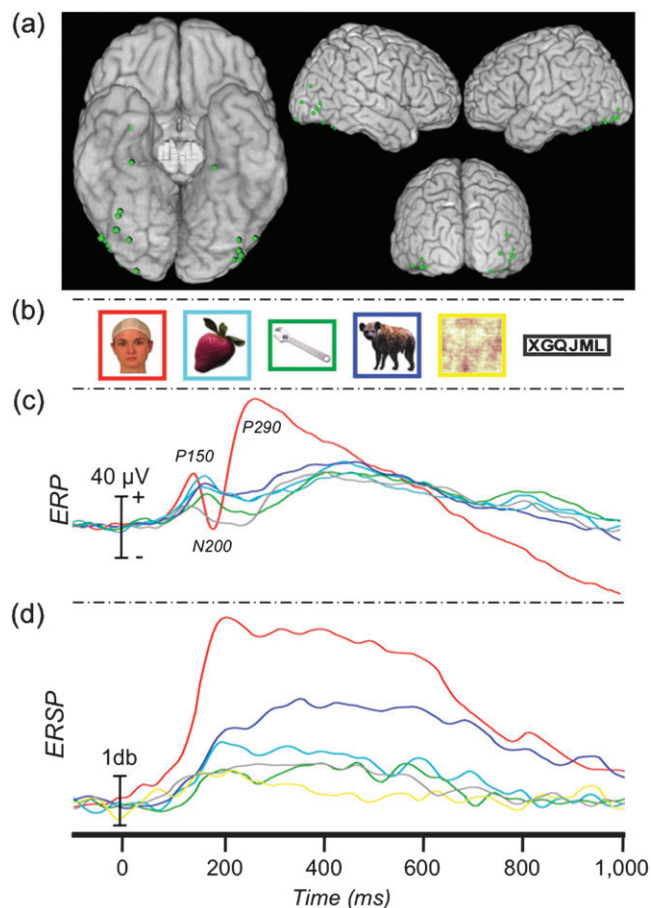 (a)
(b)
XGQJML
(c)
P290
P150
40 µV
+
-
N200
ERP
(d)
ERSP
1db
0 200 400 600 800 1,000
Time (ms)